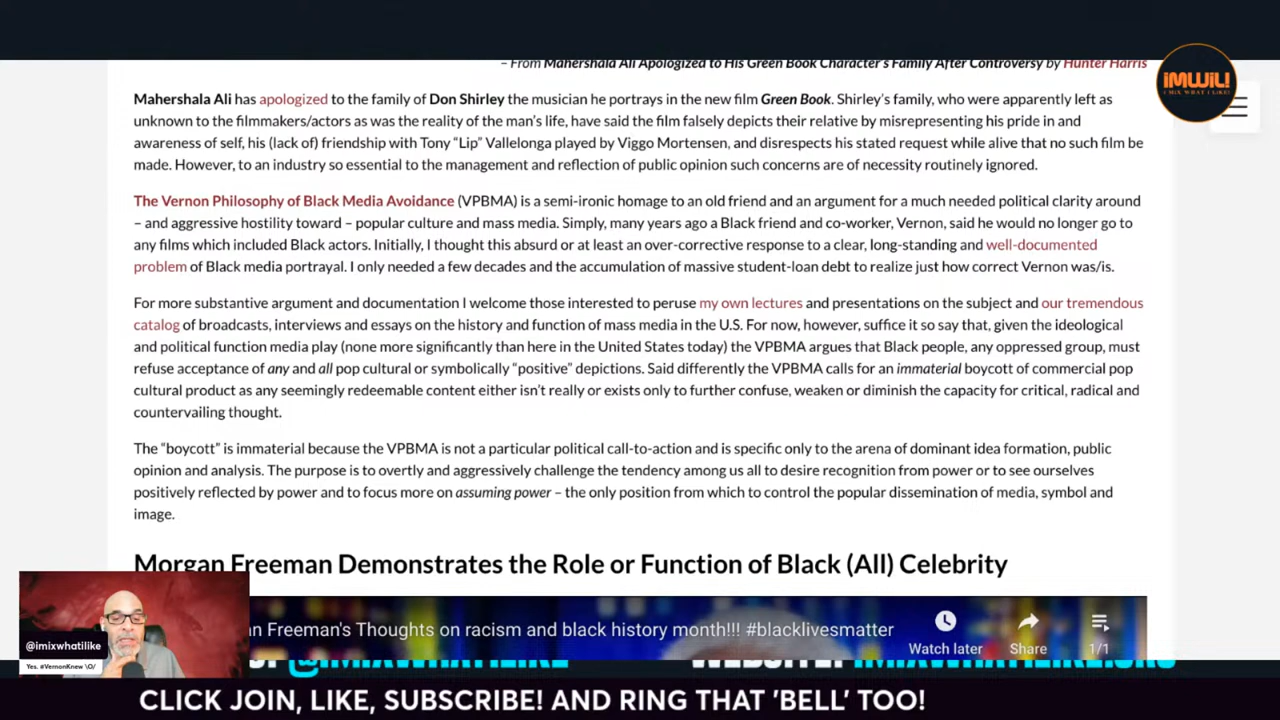 – From Mahershala Ali Apologized to His Green Book Character's Family After Controversy by Hunter Harris
iMWiL!
I MIX WHAT I LIKE!
Mahershala Ali has apologized to the family of Don Shirley the musician he portrays in the new film Green Book. Shirley's family, who were apparently left as
unknown to the filmmakers/actors as was the reality of the man's life, have said the film falsely depicts their relative by misrepresenting his pride in and
awareness of self, his (lack of) friendship with Tony “Lip” Vallelonga played by Viggo Mortensen, and disrespects his stated request while alive that no such film be
made. However, to an industry so essential to the management and reflection of public opinion such concerns are of necessity routinely ignored.
The Vernon Philosophy of Black Media Avoidance (VPBMA) is a semi-ironic homage to an old friend and an argument for a much needed political clarity around
– and aggressive hostility toward – popular culture and mass media. Simply, many years ago a Black friend and co-worker, Vernon, said he would no longer go to
any films which included Black actors. Initially, I thought this absurd or at least an over-corrective response to a clear, long-standing and well-documented
problem of Black media portrayal. I only needed a few decades and the accumulation of massive student-loan debt to realize just how correct Vernon was/is.
For more substantive argument and documentation I welcome those interested to peruse my own lectures and presentations on the subject and our tremendous
catalog of broadcasts, interviews and essays on the history and function of mass media in the U.S. For now, however, suffice it so say that, given the ideological
and political function media play (none more significantly than here in the United States today) the VPBMA argues that Black people, any oppressed group, must
refuse acceptance of any and all pop cultural or symbolically “positive” depictions. Said differently the VPBMA calls for an immaterial boycott of commercial pop
cultural product as any seemingly redeemable content either isn't really or exists only to further confuse, weaken or diminish the capacity for critical, radical and
countervailing thought.
The “boycott” is immaterial because the VPBMA is not a particular political call-to-action and is specific only to the arena of dominant idea formation, public
opinion and analysis. The purpose is to overtly and aggressively challenge the tendency among us all to desire recognition from power or to see ourselves
positively reflected by power and to focus more on assuming power – the only position from which to control the popular dissemination of media, symbol and
image.
Morgan Freeman Demonstrates the Role or Function of Black (All) Celebrity
an Freeman's Thoughts on racism and black history month!!! #blacklivesmatter
Watch later
Share
1/1
@imixwhatilike
Yes. #VernonKnew \O/
@IMIXWHATILIKE
WEBSITE: IMIXWHATILIKE.ORG
CLICK JOIN, LIKE, SUBSCRIBE! AND RING THAT 'BELL' TOO!